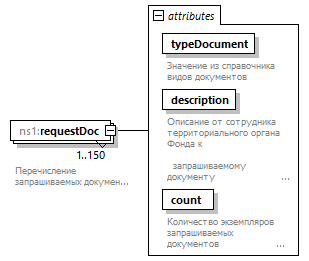 attributes
typeDocument
Значение из справочника
видов документов
description
Описание от сотрудника
территориального органа
Фонда к
запрашиваемому
документу ...
ns1:requestDoc
1..150
Перечисление
запрашиваемых докумен...
count
Количество экземпляров
запрашиваемых
документов ...